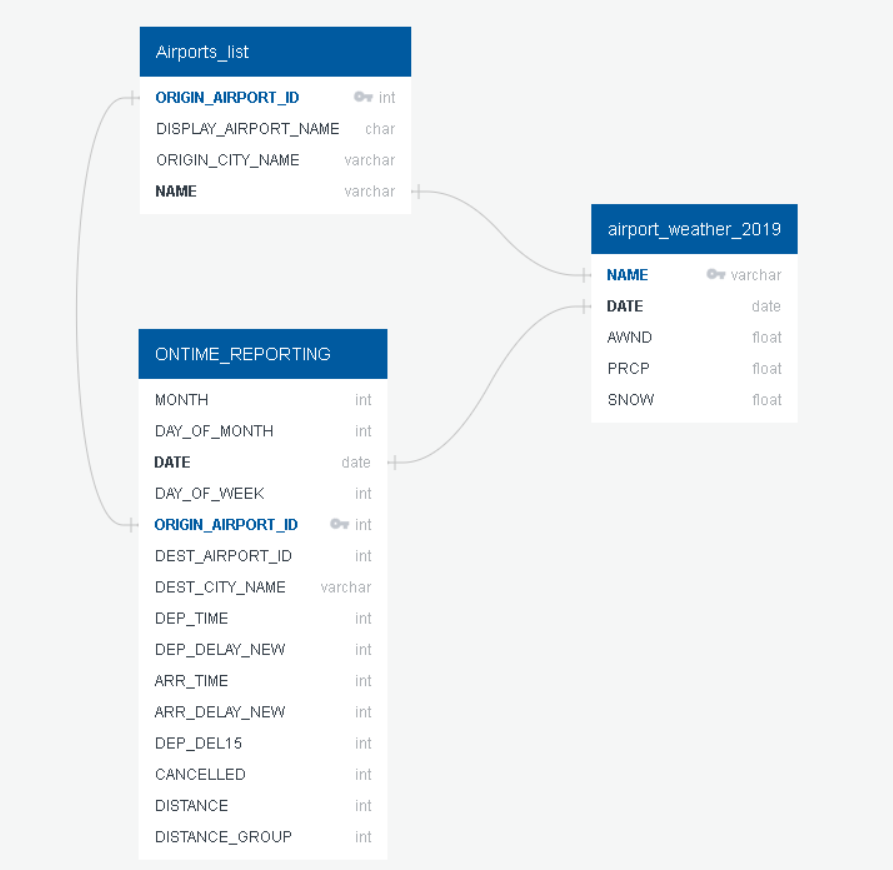 Airports_list
ORIGIN_AIRPORT_ID int
DISPLAY_AIRPORT_NAME char
ORIGIN_CITY_NAME varchar
NAME varchar
airport_weather_2019
NAME varchar
DATE date
AWND float
PRCP float
SNOW float
ONTIME_REPORTING
MONTH int
DAY_OF_MONTH int
DATE date
DAY_OF_WEEK int
ORIGIN_AIRPORT_ID int
DEST_AIRPORT_ID int
DEST_CITY_NAME varchar
DEP_TIME int
DEP_DELAY_NEW int
ARR_TIME int
ARR_DELAY_NEW int
DEP_DEL15 int
CANCELLED int
DISTANCE int
DISTANCE_GROUP int